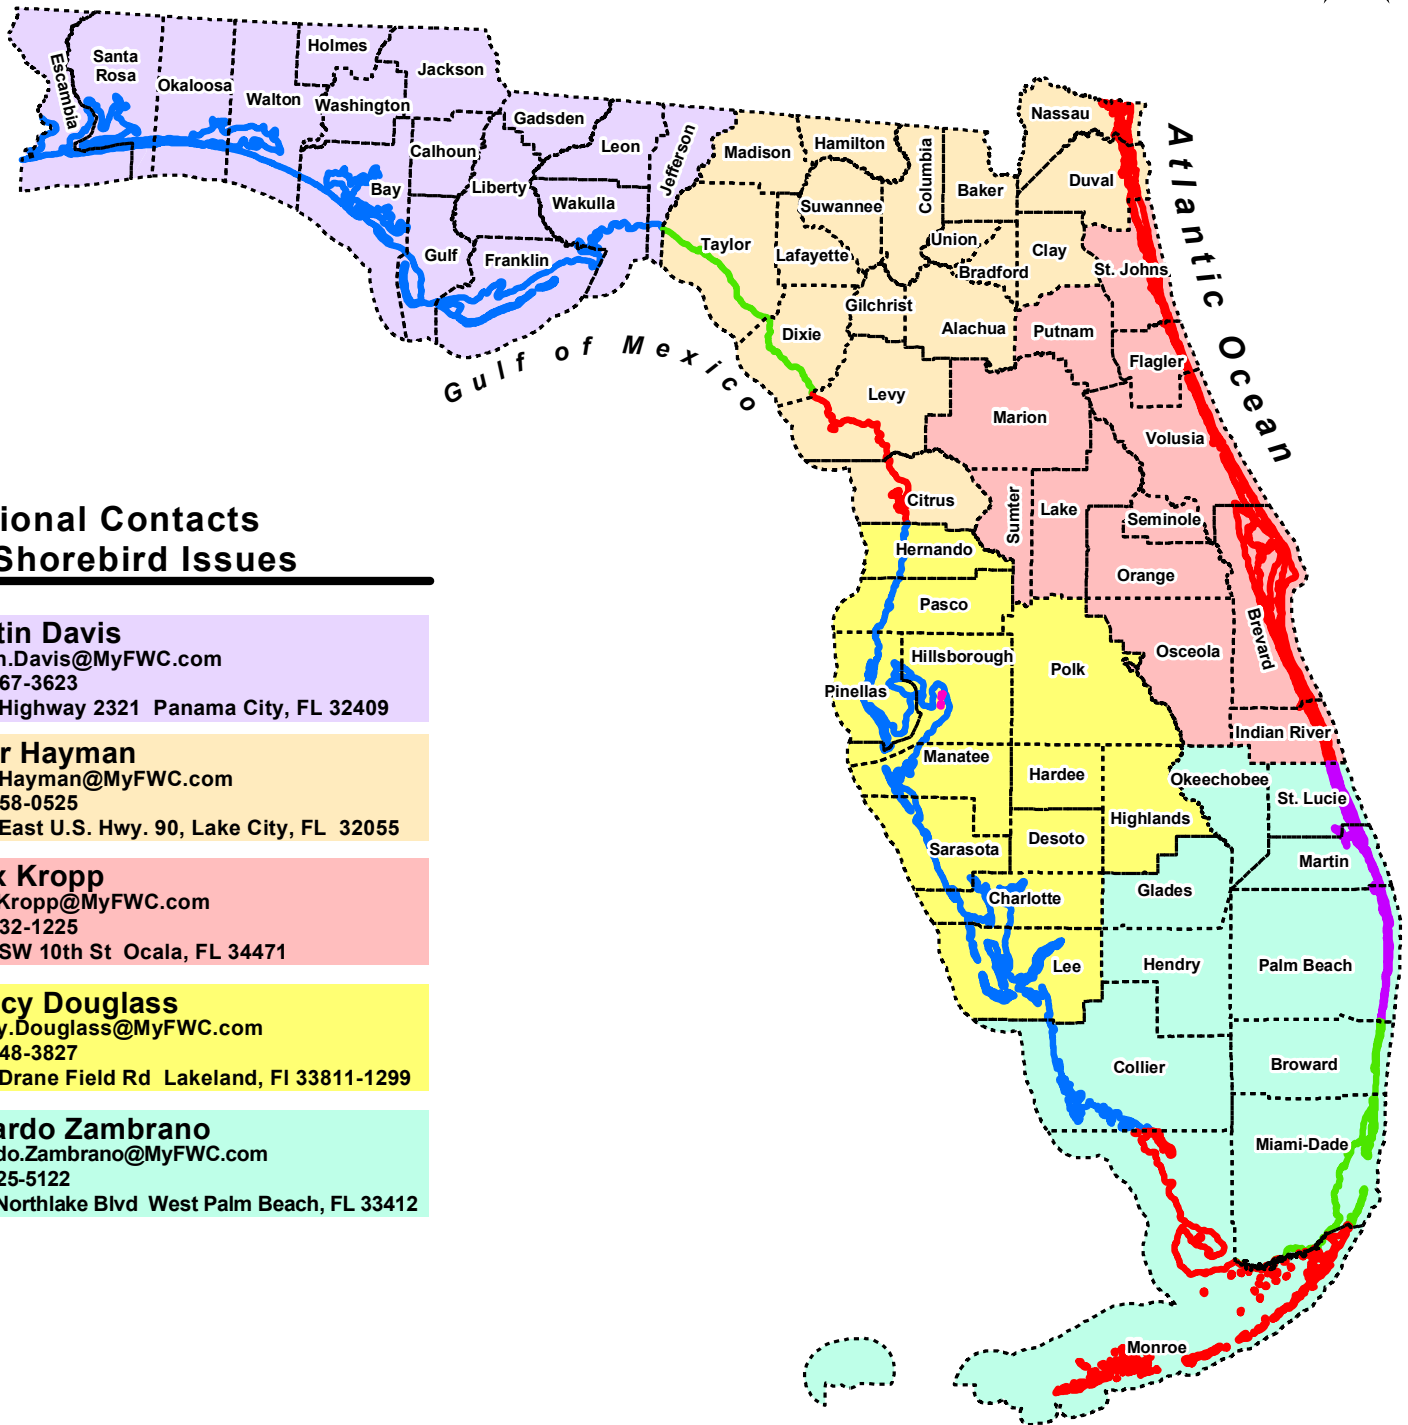 Holmes
Santa
Rosa
Escambia
Jackson
Okaloosa
Walton
Washington
Gadsden
Calhoun
Leon
Jefferson
Liberty
Bay
Wakulla
Gulf
Franklin
Nassau
Madison
Hamilton
Columbia
Baker
Duval
Suwannee
Taylor
Lafayette
Union
Clay
Bradford
St. Johns
Gilchrist
Dixie
Alachua
Putnam
Flagler
Levy
Marion
Volusia
Atlantic Ocean
Gulf of Mexico
Citrus
Sumter
Lake
Seminole
Hernando
Orange
Pasco
Brevard
Hillsborough
Polk
Osceola
Pinellas
Indian River
Manatee
Hardee
Okeechobee
St. Lucie
Highlands
Sarasota
Desoto
Martin
Charlotte
Glades
Lee
Hendry
Palm Beach
Collier
Broward
Miami-Dade
Monroe
ional Contacts
Shorebird Issues
tin Davis
n.Davis@MyFWC.com
67-3623
Highway 2321 Panama City, FL 32409
r Hayman
Hayman@MyFWC.com
58-0525
East U.S. Hwy. 90, Lake City, FL 32055
x Kropp
Kropp@MyFWC.com
32-1225
SW 10th St Ocala, FL 34471
cy Douglass
y.Douglass@MyFWC.com
48-3827
Drane Field Rd Lakeland, Fl 33811-1299
ardo Zambrano
do.Zambrano@MyFWC.com
25-5122
Northlake Blvd West Palm Beach, FL 33412